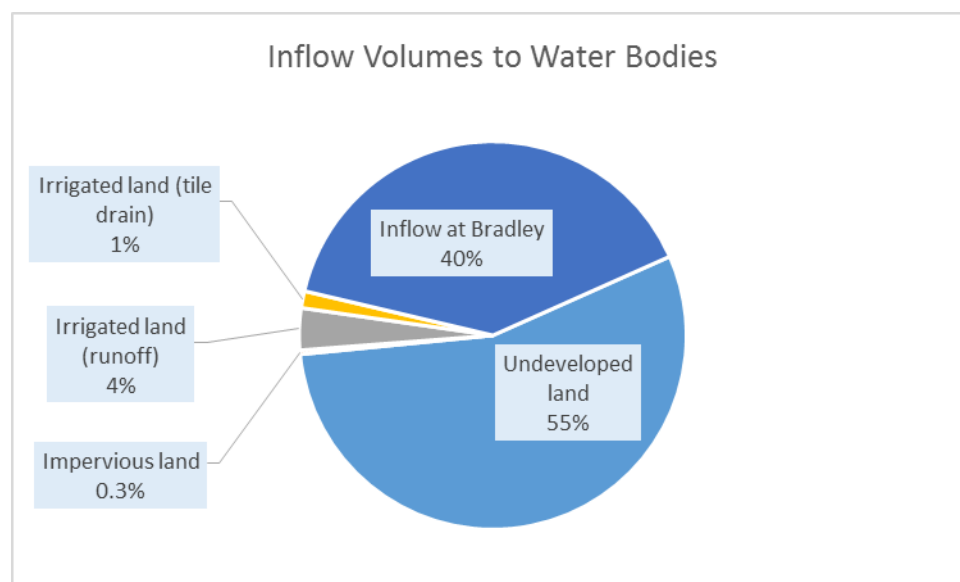 Inflow Volumes to Water Bodies
Irrigated land (tile
drain)
1%
Inflow at Bradley
40%
Irrigated land
(runoff)
4%
Undeveloped
land
55%
Impervious land
0.3%